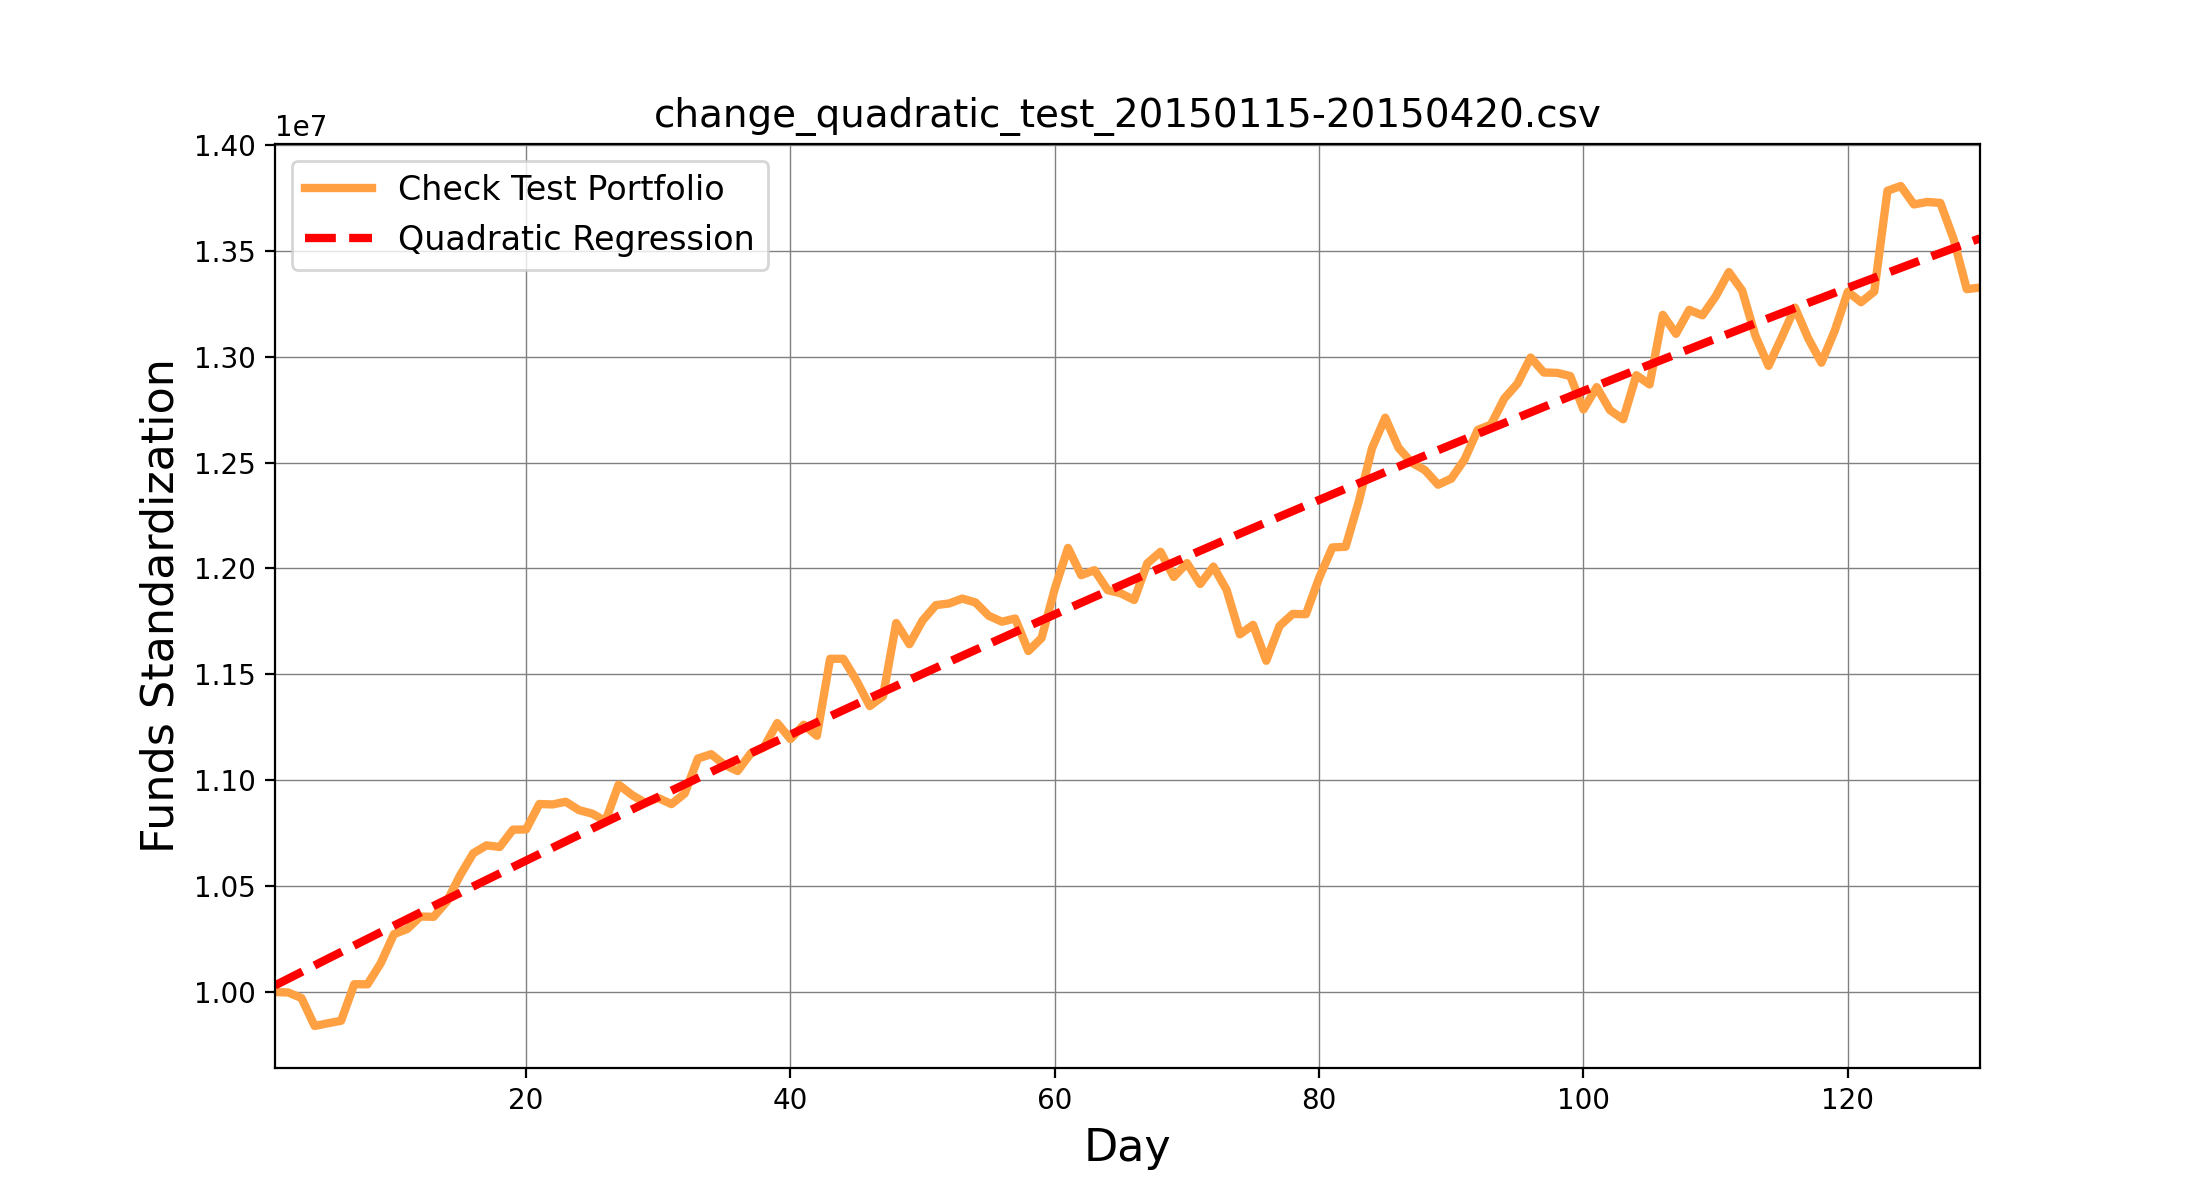 change_quadratic_test_20150115-20150420.csv
1e7
1.40
Check Test Portfolio
Quadratic Regression
1.35
1.30
1.25
1.20
1.15
1.10
1.05
1.00
Funds Standardization
20 40 60 80 100 120
Day